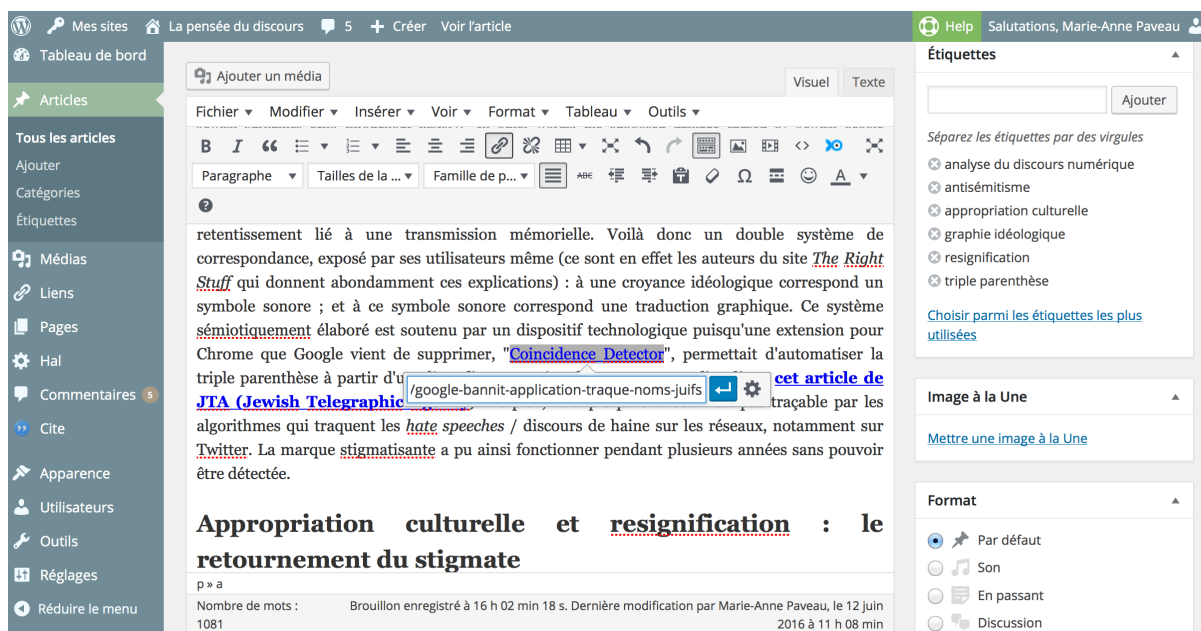 Mes sites La pensée du discours 5 + Créer Voir l'article Help Salutations, Marie-Anne Paveau
Tableau de bord
Articles
Tous les articles
Ajouter
Catégories
Étiquettes
Médias
Liens
Pages
Hal
Commentaires 5
Cite
Apparence
Utilisateurs
Outils
Réglages
Réduire le menu
Ajouter un média
Visuel Texte
Fichier Modifier Insérer Voir Format Tableau Outils
B I
Paragraphe Tailles de la ... Famille de p... ABC Ω A
retentissement lié à une transmission mémorielle. Voilà donc un double système de
correspondance, exposé par ses utilisateurs même (ce sont en effet les auteurs du site The Right
Stuff qui donnent abondamment ces explications) : à une croyance idéologique correspond un
symbole sonore ; et à ce symbole sonore correspond une traduction graphique. Ce système
sémiotiquement élaboré est soutenu par un dispositif technologique puisqu'une extension pour
Chrome que Google vient de supprimer, "Coincidence Detector", permettait d'automatiser la
triple parenthèse à partir d'u cet article de
/google-bannit-application-traque-noms-juifs
JTA (Jewish Telegraphic traçable par les
algorithmes qui traquent les hate speeches / discours de haine sur les réseaux, notamment sur
Twitter. La marque stigmatisante a pu ainsi fonctionner pendant plusieurs années sans pouvoir
être détectée.
Appropriation culturelle et resignification : le
retournement du stigmate
p » a
Nombre de mots : Brouillon enregistré à 16 h 02 min 18 s. Dernière modification par Marie-Anne Paveau, le 12 juin
1081 2016 à 11 h 08 min
Étiquettes
Ajouter
Séparez les étiquettes par des virgules
analyse du discours numérique
antisémitisme
appropriation culturelle
graphie idéologique
resignification
triple parenthèse
Choisir parmi les étiquettes les plus
utilisées
Image à la Une
Mettre une image à la Une
Format
Par défaut
Son
En passant
Discussion